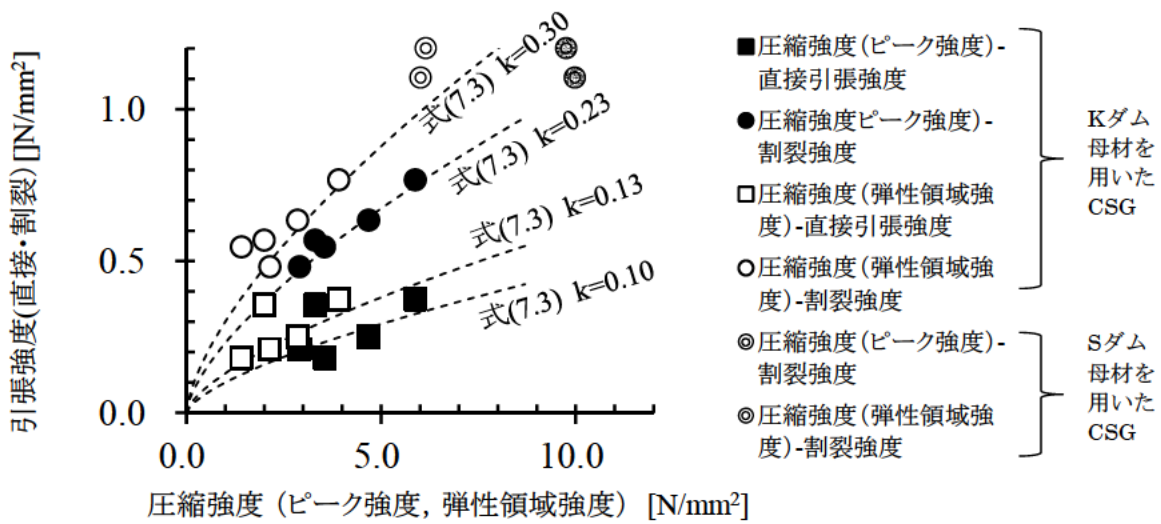 引張強度(直接・割裂)[]N/mm²]
1.0
0.5
0.0
0.0
5.0
10.0
圧縮強度 (ピーク強度, 弾性領域強度) [N/mm²]
式(7.3) k=0.30
式(7.3) k=0.23
式(7.3) k=0.13
式(7.3) k=0.10
圧縮強度(ピーク強度)-
直接引張強度
圧縮強度ピーク強度)-
割裂強度
圧縮強度(弾性領域強
度)-直接引張強度
圧縮強度(弾性領域強
度)-割裂強度
Kダム
母材を
用いた
CSG
圧縮強度(ピーク強度)-
割裂強度
圧縮強度(弾性領域強
度)-割裂強度
Sダム
母材を
用いた
CSG